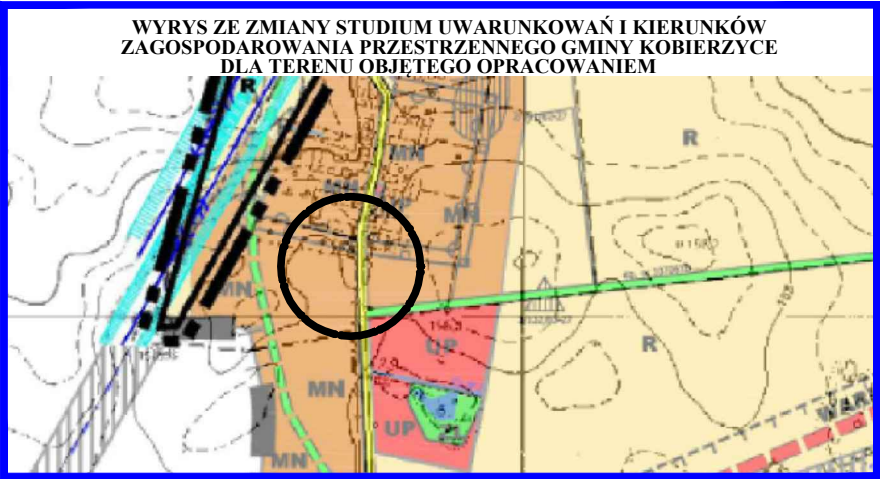 WYRYS ZE ZMIANY STUDIUM UWARUNKOWAŃ I KIERUNKÓW
ZAGOSPODAROWANIA PRZESTRZENNEGO GMINY KOBIERZYCE
DLA TERENU OBJĘTEGO OPRACOWANIEM
R
MN
R
MN
MN
UP
R
MN
UP
MN